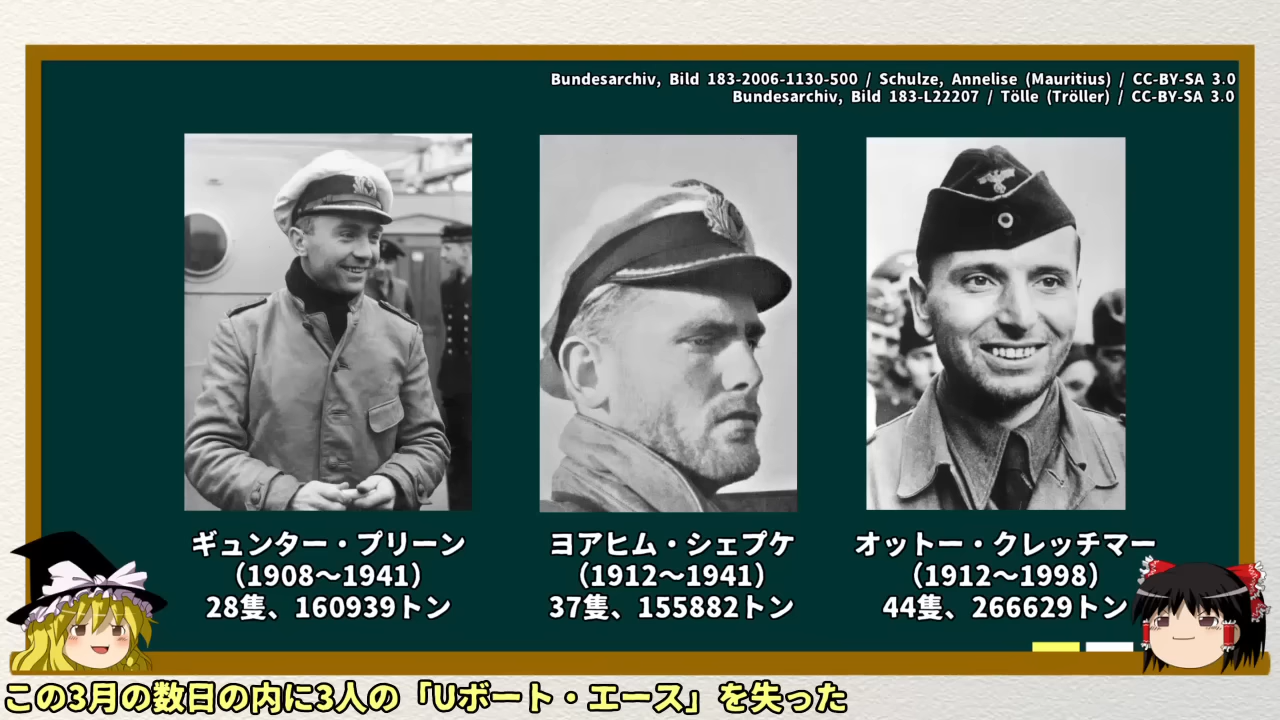 Bundesarchiv, Bild 183-2006-1130-500 / Schulze, Annelise (Mauritius) / CC-BY-SA 3.0
Bundesarchiv, Bild 183-L22207 / Tölle (Tröller) / CC-BY-SA 3.0
ギュンター・プリーン
（1908～1941）
28隻、160939トン
ヨアヒム・シェプケ
（1912～1941）
37隻、155882トン
オットー・クレッチマー
（1912～1998）
44隻、266629トン
この3月の数日の内に3人の「Uボート・エース」を失った